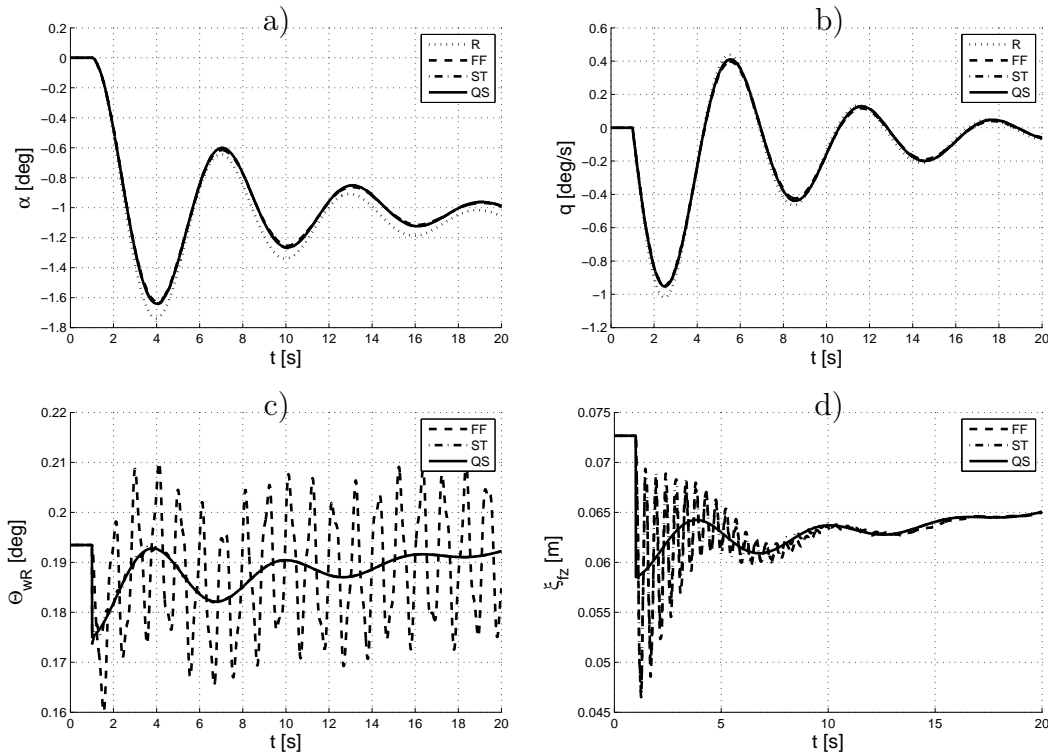 a)
0.2
0
−0.2
−0.4
−0.6
−0.8
−1
−1.2
−1.4
−1.6
−1.8
α [deg]
0 2 4 6 8 10 12 14 16 18 20
t [s]
R
FF
ST
QS
b)
0.6
0.4
0.2
0
−0.2
−0.4
−0.6
−0.8
−1
−1.2
q [deg/s]
0 2 4 6 8 10 12 14 16 18 20
t [s]
R
FF
ST
QS
c)
0.22
0.21
0.2
0.19
0.18
0.17
0.16
ΘwR [deg]
0 2 4 6 8 10 12 14 16 18 20
t [s]
FF
ST
QS
d)
0.075
0.07
0.065
0.06
0.055
0.05
0.045
ξfz [m]
0 5 10 15 20
t [s]
FF
ST
QS